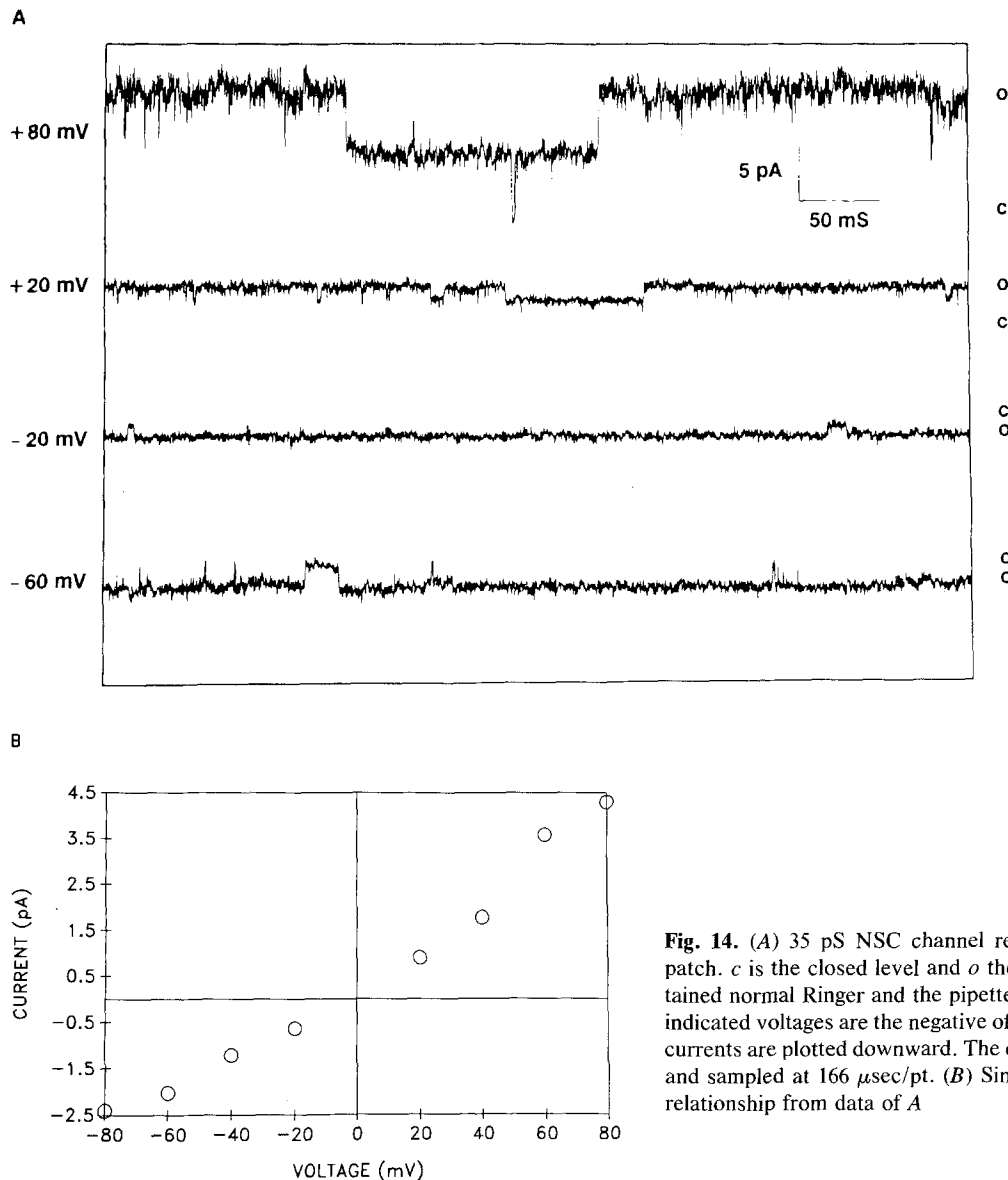 A
+80 mV
o
5 pA
50 mS
c
+20 mV
o
c
-20 mV
c
o
-60 mV
c
o
B
CURRENT (pA)
4.5
3.5
2.5
1.5
0.5
-0.5
-1.5
-2.5
-80 -60 -40 -20 0 20 40 60 80
VOLTAGE (mV)
Fig. 14. (A) 35 pS NSC channel re
patch. c is the closed level and o the
tained normal Ringer and the pipette
indicated voltages are the negative of
currents are plotted downward. The
and sampled at 166 μsec/pt. (B) Sin
relationship from data of A